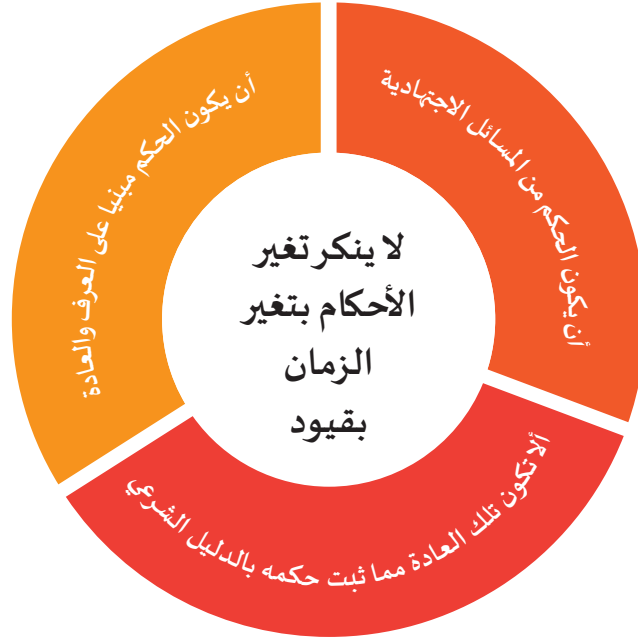 لا ينكر تغير
الأحكام بتغير
الزمان
بقيود
أن يكون الحكم من المسائل الاجتهادية
ألا تكون تلك العادة مما ثبت حكمه بالدليل الشرعي
أن يكون الحكم مبنيا على العرف والعادة